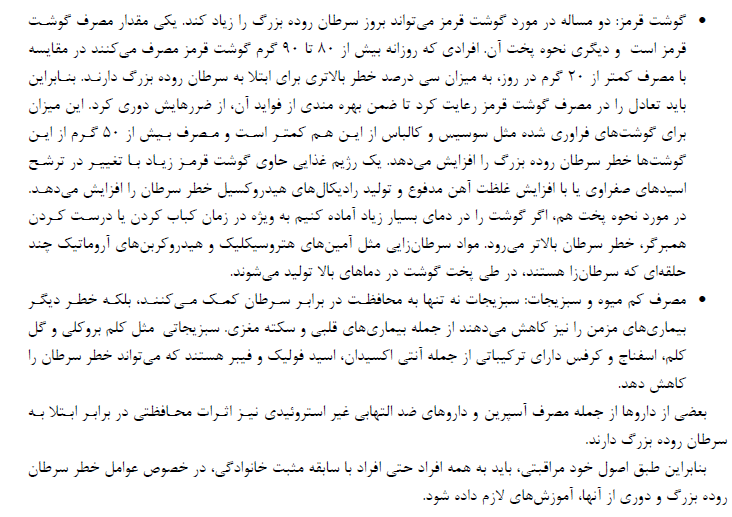 • گوشت قرمز: دو مساله در مورد گوشت قرمز می‌تواند بروز سرطان روده بزرگ را زیاد کند. یکی مقدار مصرف گوشت
قرمز است و دیگری نحوه پخت آن. افرادی که روزانه بیش از ۸۰ تا ۹۰ گرم گوشت قرمز مصرف می‌کنند در مقایسه
با مصرف کمتر از ۲۰ گرم در روز، به میزان سی درصد خطر بالاتری برای ابتلا به سرطان روده بزرگ دارند. بنابراین
باید تعادل را در مصرف گوشت قرمز رعایت کرد تا ضمن بهره مندی از فواید آن، از ضررهایش دوری کرد. این میزان
برای گوشت‌های فراوری شده مثل سوسیس و کالباس از این هم کمتر است و مصرف بیش از ۵۰ گرم از این
گوشت‌ها خطر سرطان روده بزرگ را افزایش می‌دهد. یک رژیم غذایی حاوی گوشت قرمز زیاد با تغییر در ترشح
اسیدهای صفراوی یا با افزایش غلظت آهن مدفوع و تولید رادیکال‌های هیدروکسیل خطر سرطان را افزایش می‌دهد.
در مورد نحوه پخت هم، اگر گوشت را در دمای بسیار زیاد آماده کنیم به ویژه در زمان کباب کردن یا درست کردن
همبرگر، خطر سرطان بالاتر می‌رود. مواد سرطان‌زایی مثل آمین‌های هتروسیکلیک و هیدروکربن‌های آروماتیک چند
حلقه‌ای که سرطان‌زا هستند، در طی پخت گوشت در دماهای بالا تولید می‌شوند.
• مصرف کم میوه و سبزیجات: سبزیجات نه تنها به محافظت در برابر سرطان کمک می‌کنند، بلکه خطر دیگر
بیماری‌های مزمن را نیز کاهش می‌دهند از جمله بیماری‌های قلبی و سکته مغزی. سبزیجاتی مثل کلم بروکلی و گل
کلم، اسفناج و کرفس دارای ترکیباتی از جمله آنتی اکسیدان، اسید فولیک و فیبر هستند که می‌تواند خطر سرطان را
کاهش دهد.
بعضی از داروها از جمله مصرف آسپرین و داروهای ضد التهابی غیر استروئیدی نیز اثرات محافظتی در برابر ابتلا به
سرطان روده بزرگ دارند.
بنابراین طبق اصول خود مراقبتی، باید به همه افراد حتی افراد با سابقه مثبت خانوادگی، در خصوص عوامل خطر سرطان
روده بزرگ و دوری از آنها، آموزش‌های لازم داده شود.